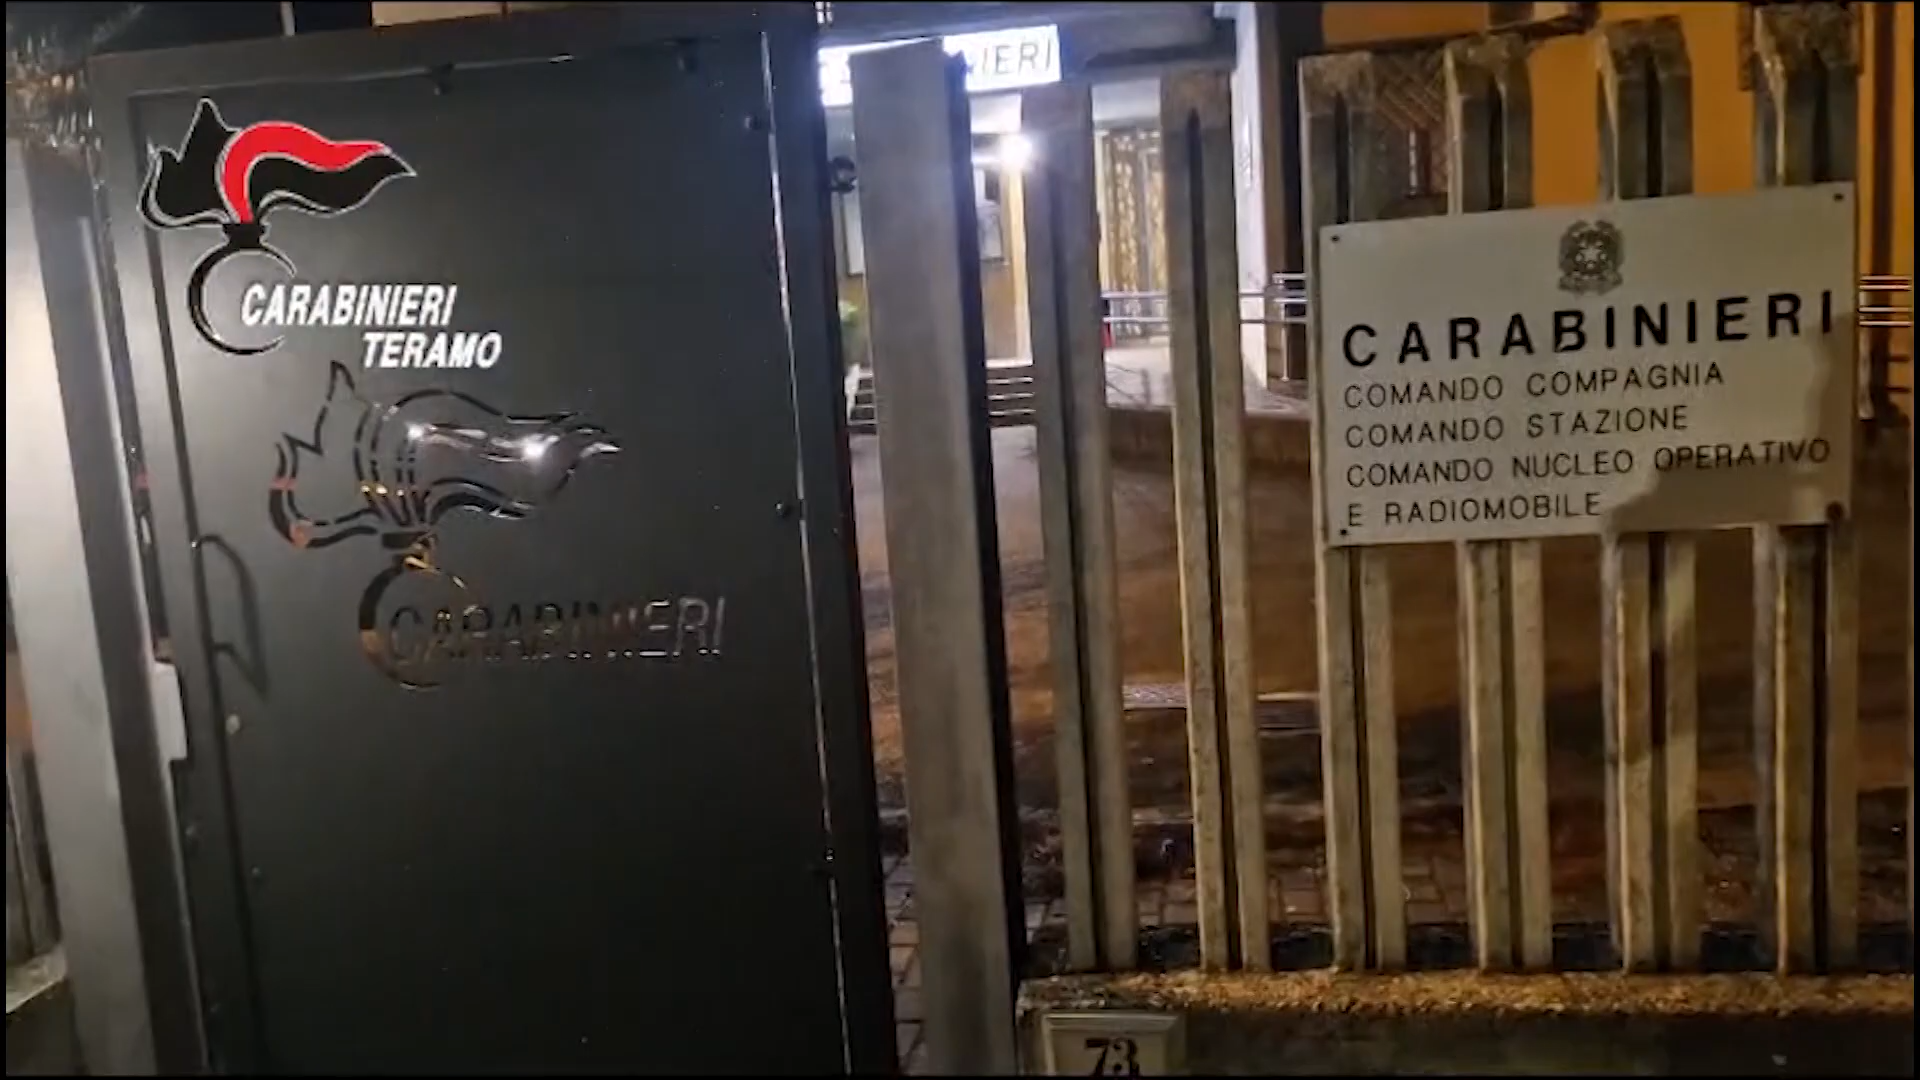 CARABINIERI
TERAMO
CARABINIERI
CARABINIERI
COMANDO COMPAGNIA
COMANDO STAZIONE
COMANDO NUCLEO OPERATIVO
E RADIOMOBILE
73